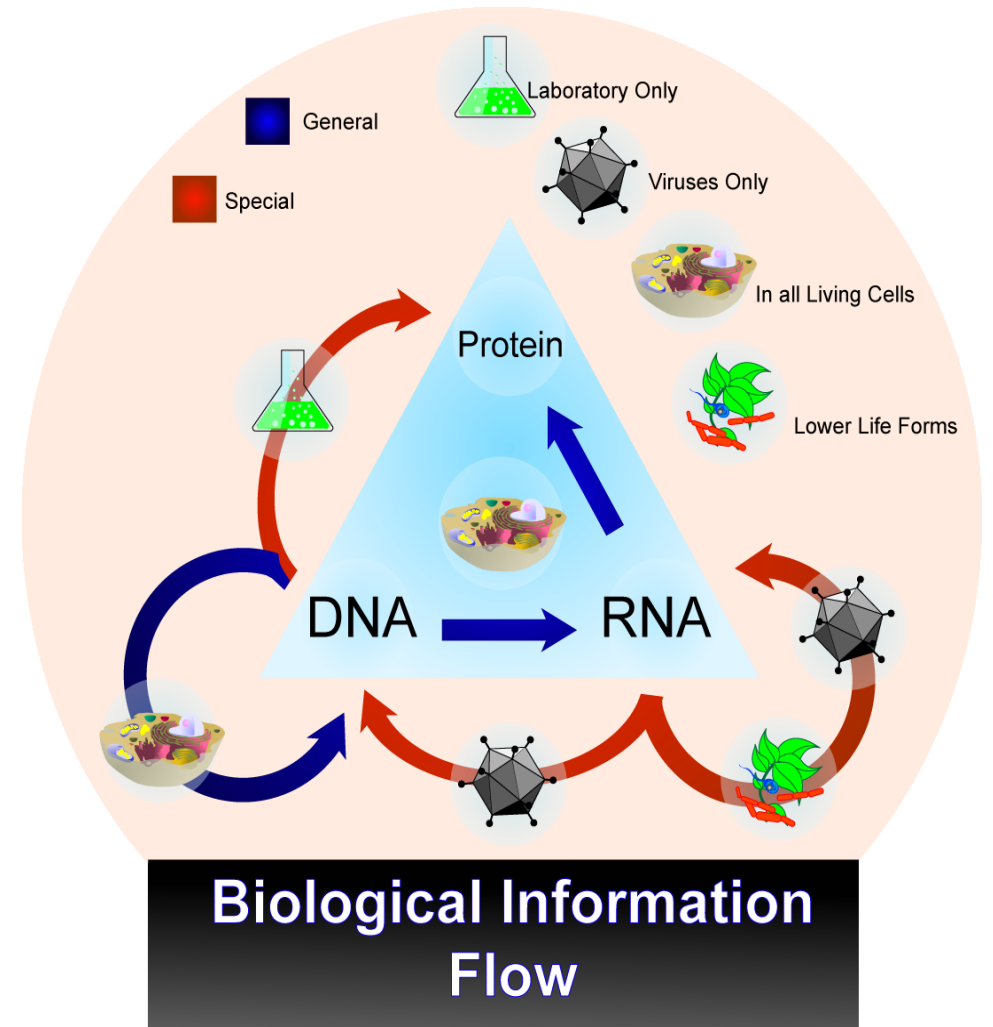 Laboratory Only
General
Viruses Only
Special
In all Living Cells
Protein
Lower Life Forms
DNA
RNA
Biological Information
Flow